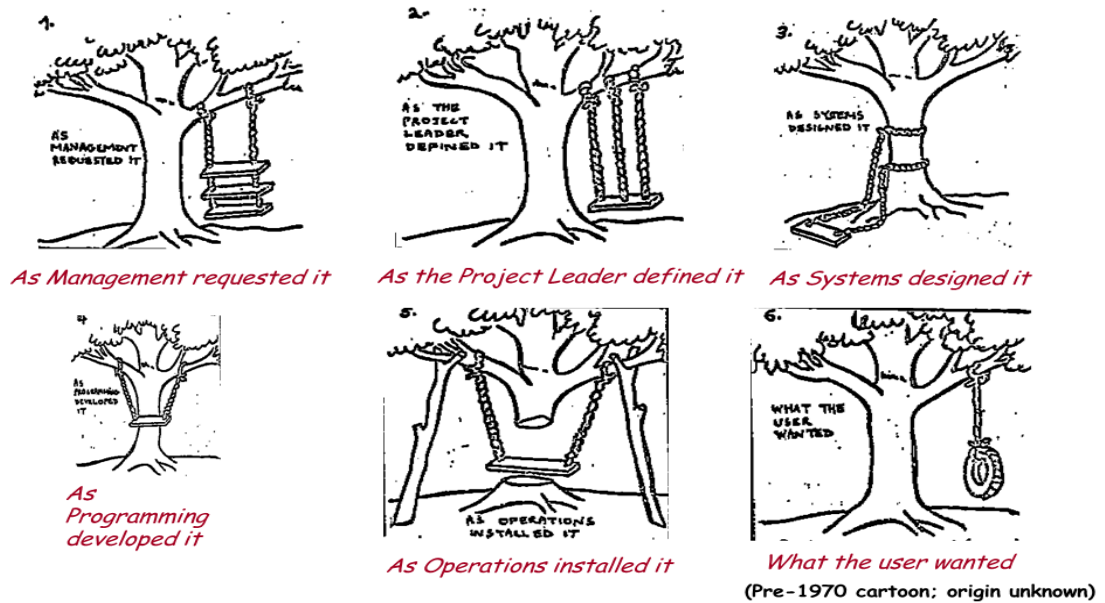 1.
AS
MANAGEMENT
REQUESTED IT
As Management requested it
2.
AS THE
PROJECT
LEADER
DEFINED IT
As the Project Leader defined it
3.
AS SYSTEMS
DESIGNED IT
As Systems designed it
4
AS
PROGRAMMING
DEVELOPED
IT
As
Programming
developed it
5.
AS OPERATIONS
INSTALLED IT
As Operations installed it
6.
WHAT THE
USER
WANTED
What the user wanted
(Pre-1970 cartoon; origin unknown)